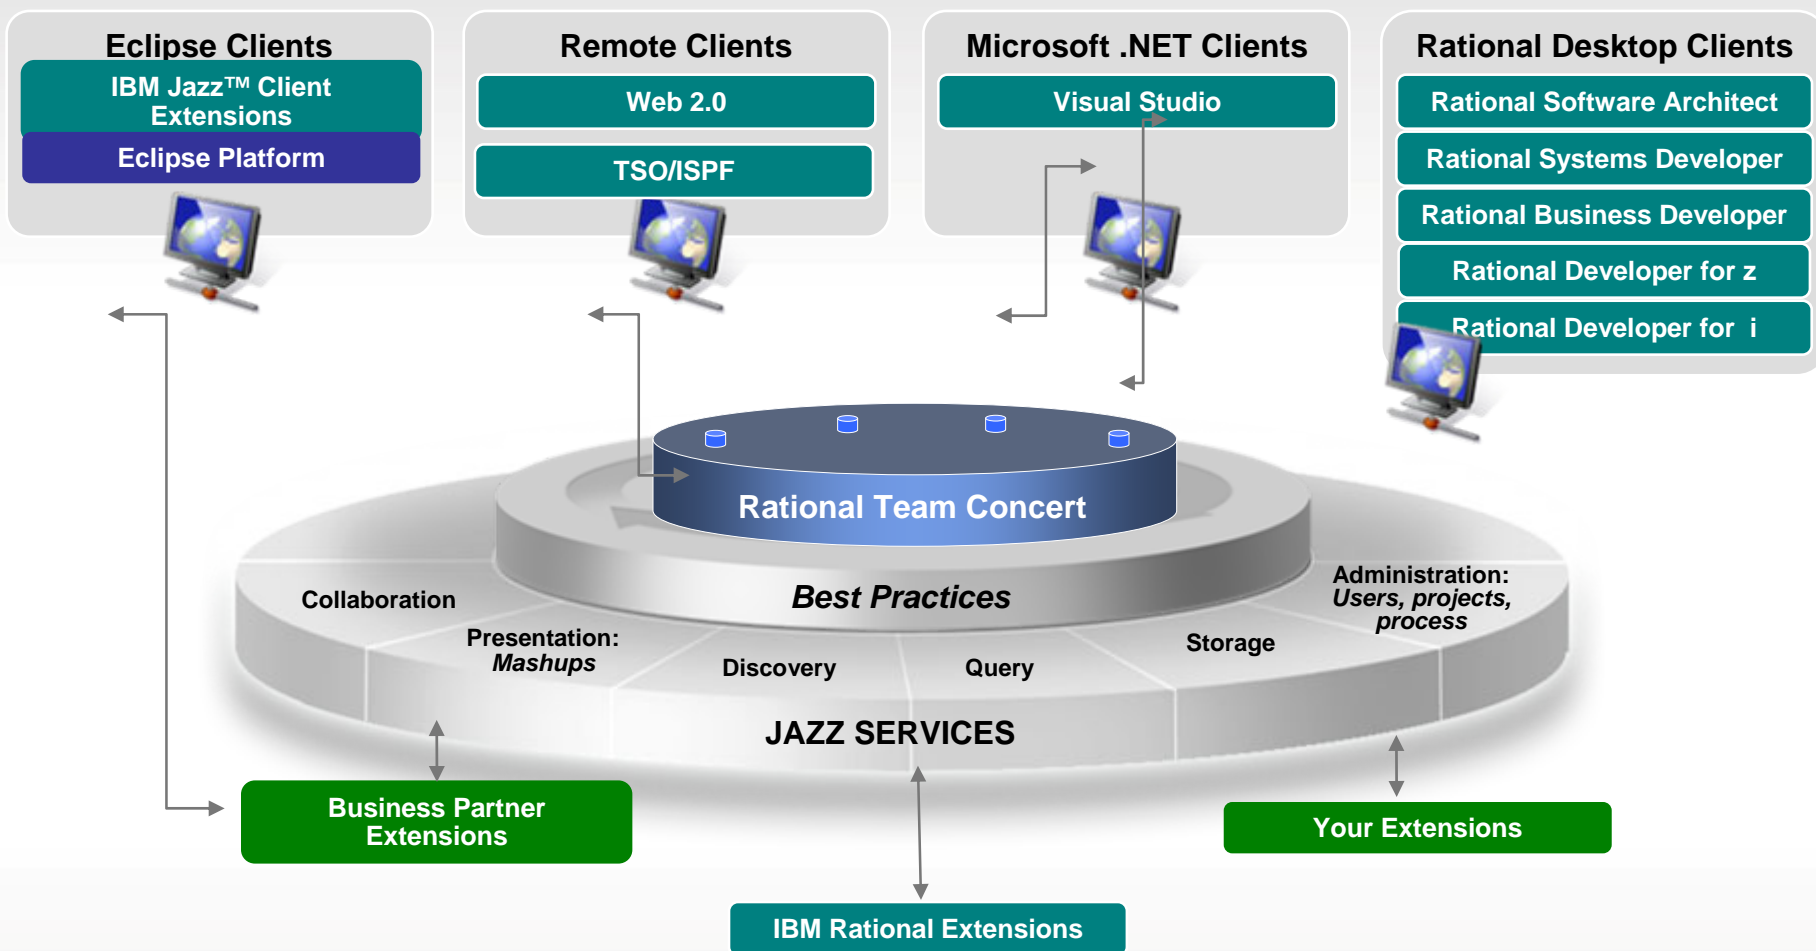 Eclipse Clients
IBM Jazz™ Client
Extensions
Eclipse Platform
Remote Clients
Web 2.0
TSO/ISPF
Microsoft .NET Clients
Visual Studio
Rational Desktop Clients
Rational Software Architect
Rational Systems Developer
Rational Business Developer
Rational Developer for z
Rational Developer for i
Rational Team Concert
Best Practices
Collaboration
Presentation:
Mashups
Discovery
Query
Storage
Administration:
Users, projects,
process
JAZZ SERVICES
Business Partner
Extensions
Your Extensions
IBM Rational Extensions